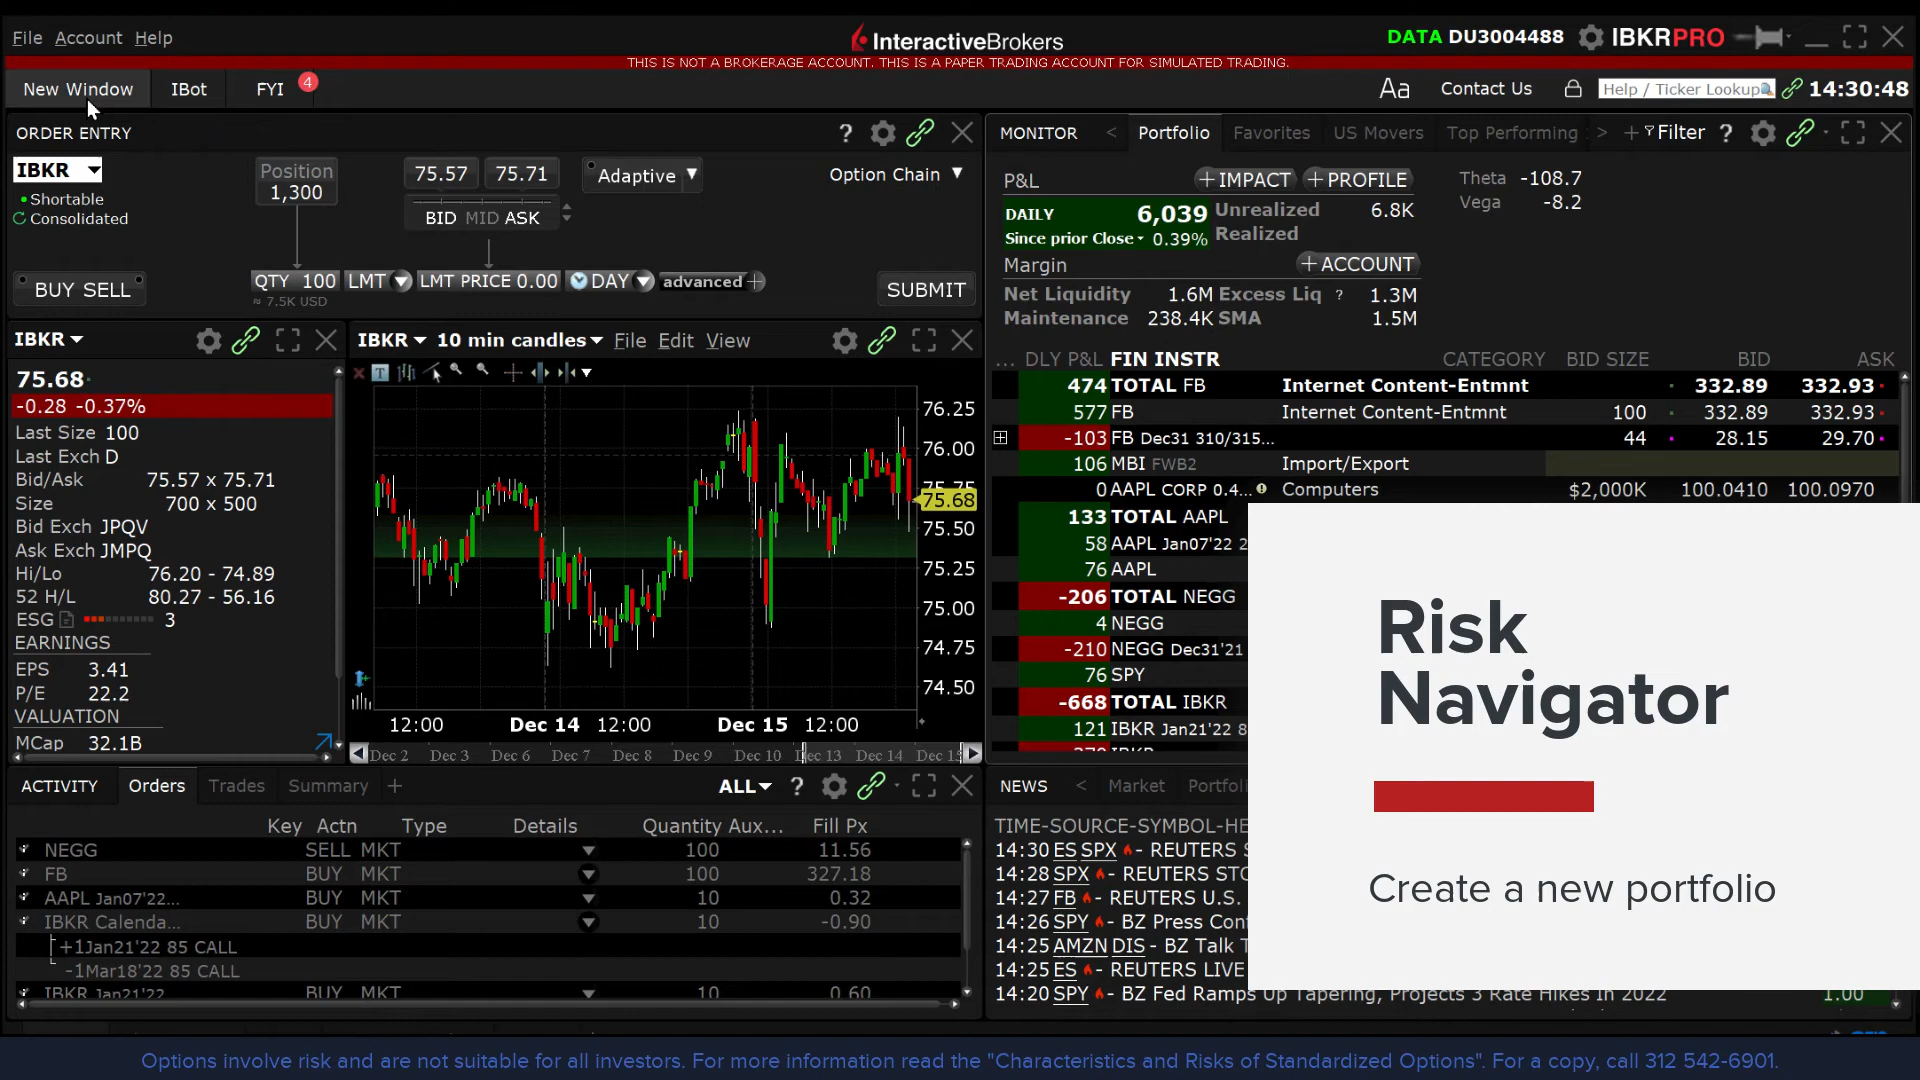 File Account Help
InteractiveBrokers
DATA DU3004488 IBKRPRO
THIS IS NOT A BROKERAGE ACCOUNT. THIS IS A PAPER TRADING ACCOUNT FOR SIMULATED TRADING.
New Window IBot FYI 4
Aa Contact Us Help / Ticker Lookup 14:30:48
ORDER ENTRY ?
IBKR
Shortable
Consolidated
Position
1,300
75.57 75.71
BID MID ASK
Adaptive
Option Chain
BUY SELL
QTY 100 LMT LMT PRICE 0.00 DAY advanced +
≈ 7.5K USD
SUBMIT
IBKR
75.68
-0.28 -0.37%
Last Size 100
Last Exch D
Bid/Ask 75.57 x 75.71
Size 700 x 500
Bid Exch JPQV
Ask Exch JMPQ
Hi/Lo 76.20 - 74.89
52 H/L 80.27 - 56.16
ESG 3
EARNINGS
EPS 3.41
P/E 22.2
VALUATION
MCap 32.1B
IBKR 10 min candles File Edit View
76.25
76.00
75.68
75.50
75.25
75.00
74.75
74.50
12:00 Dec 14 12:00 Dec 15 12:00
Dec 2 Dec 3 Dec 6 Dec 7 Dec 8 Dec 9 Dec 10 Dec 13 Dec 14
MONITOR < Portfolio Favorites US Movers Top Performing > + Filter ?
P&L +IMPACT +PROFILE
DAILY 6,039
Since prior Close 0.39%
Unrealized 6.8K
Realized
Theta -108.7
Vega -8.2
Margin +ACCOUNT
Net Liquidity 1.6M Excess Liq ? 1.3M
Maintenance 238.4K SMA 1.5M
... DLY P&L FIN INSTR CATEGORY BID SIZE BID ASK
474 TOTAL FB Internet Content-Entmnt 332.89 332.93
577 FB Internet Content-Entmnt 100 332.89 332.93
-103 FB Dec31 310/315... 44 28.15 29.70
106 MBI FWB2 Import/Export
0 AAPL CORP 0.4... Computers $2,000K 100.0410 100.0970
133 TOTAL AAPL
58 AAPL Jan07'22 2
76 AAPL
-206 TOTAL NEGG
4 NEGG
-210 NEGG Dec31'21
76 SPY
-668 TOTAL IBKR
121 IBKR Jan21'22 8
Risk
Navigator
Create a new portfolio
ACTIVITY Orders Trades Summary + ALL ?
Key Actn Type Details Quantity Aux... Fill Px
NEGG SELL MKT 100 11.56
FB BUY MKT 100 327.18
AAPL Jan07'22... BUY MKT 10 0.32
IBKR Calenda... BUY MKT 10 -0.90
+1Jan21'22 85 CALL
-1Mar18'22 85 CALL
IBKR Jan21'22 BUY MKT 10 0.60
NEWS < Market
TIME-SOURCE-SYMBOL-HE
14:30 ES SPX - REUTERS S
14:28 SPX - REUTERS STO
14:27 FB - REUTERS U.S.
14:26 SPY - BZ Press Conf
14:25 AMZN DIS - BZ Talk T
14:25 ES - REUTERS LIVE
14:20 SPY - BZ Fed Ramps Up Tapering, Projects 3 Rate Hikes In 2022 1.00
Options involve risk and are not suitable for all investors. For more information read the "Characteristics and Risks of Standardized Options". For a copy, call 312 542-6901.